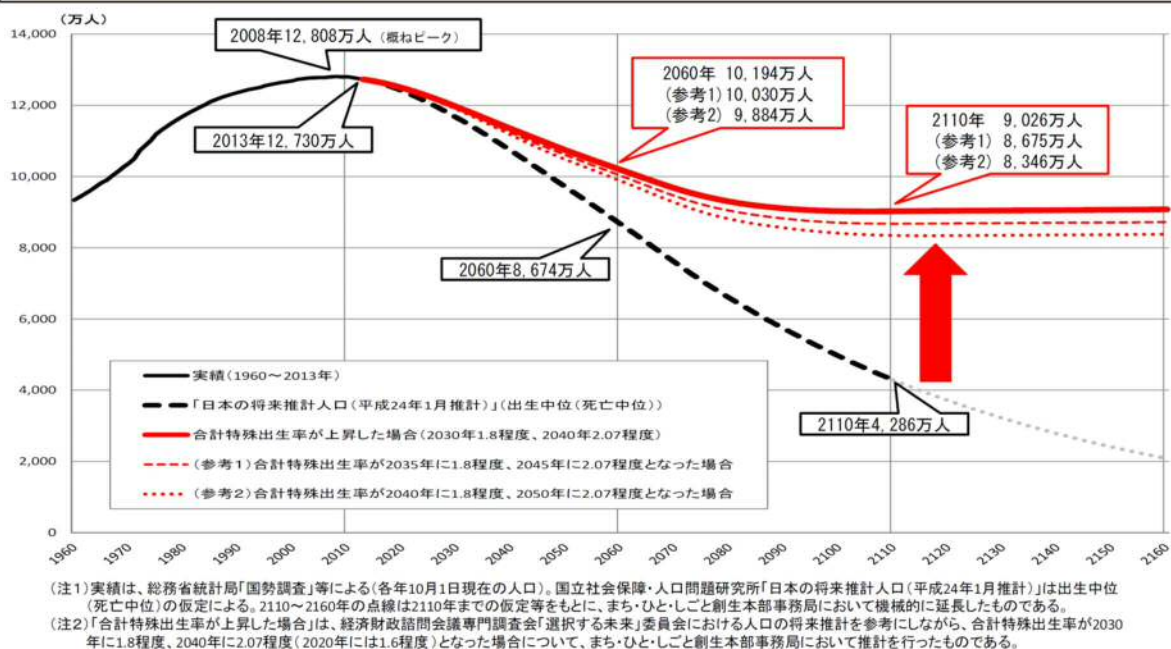 (万人)
14,000
12,000
10,000
8,000
6,000
4,000
2,000
0
2008年12,808万人（概ねピーク）
2013年12,730万人
2060年 10,194万人
(参考1) 10,030万人
(参考2) 9,884万人
2110年 9,026万人
(参考1) 8,675万人
(参考2) 8,346万人
2060年8,674万人
2110年4,286万人
実績(1960～2013年)
「日本の将来推計人口(平成24年1月推計)」(出生中位(死亡中位))
合計特殊出生率が上昇した場合(2030年1.8程度、2040年2.07程度)
(参考1)合計特殊出生率が2035年に1.8程度、2045年に2.07程度となった場合
(参考2)合計特殊出生率が2040年に1.8程度、2050年に2.07程度となった場合
1960 1970 1980 1990 2000 2010 2020 2030 2040 2050 2060 2070 2080 2090 2100 2110 2120 2130 2140 2150 2160
(注1)実績は、総務省統計局「国勢調査」等による(各年10月1日現在の人口)。国立社会保障・人口問題研究所「日本の将来推計人口(平成24年1月推計)」は出生中位
(死亡中位)の仮定による。2110～2160年の点線は2110年までの仮定等をもとに、まち・ひと・しごと創生本部事務局において機械的に延長したものである。
(注2)「合計特殊出生率が上昇した場合」は、経済財政諮問会議専門調査会「選択する未来」委員会における人口の将来推計を参考にしながら、合計特殊出生率が2030
年に1.8程度、2040年に2.07程度(2020年には1.6程度)となった場合について、まち・ひと・しごと創生本部事務局において推計を行ったものである。